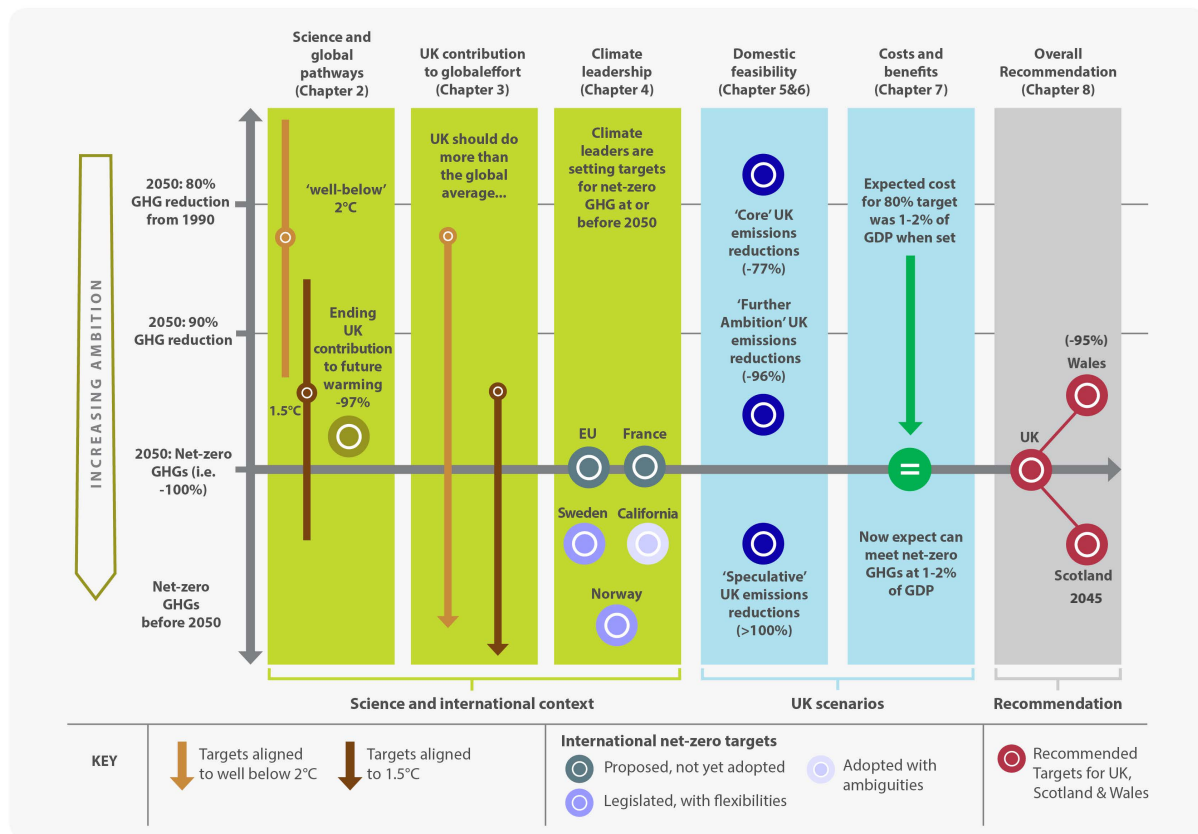 Science and
global
pathways
(Chapter 2)
UK contribution
to globaleffort
(Chapter 3)
Climate
leadership
(Chapter 4)
Domestic
feasibility
(Chapter 5&6)
Costs and
benefits
(Chapter 7)
Overall
Recommendation
(Chapter 8)
INCREASING AMBITION
2050: 80%
GHG reduction
from 1990
2050: 90%
GHG reduction
2050: Net-zero
GHGs (i.e.
-100%)
Net-zero
GHGs
before 2050
‘well-below’
2°C
Ending
UK
contribution
to future
warming
-97%
1.5°C
UK should do
more than
the global
average...
Climate
leaders are
setting targets
for net-zero
GHG at or
before 2050
EU
France
Sweden
California
Norway
‘Core’ UK
emissions
reductions
(-77%)
‘Further
Ambition’ UK
emissions
reductions
(-96%)
‘Speculative’
UK emissions
reductions
(>100%)
Expected cost
for 80% target
was 1-2% of
GDP when set
=
Now expect can
meet net-zero
GHGs at 1-2%
of GDP
(-95%)
Wales
UK
Scotland
2045
Science and international context
UK scenarios
Recommendation
KEY
Targets aligned
to well below 2°C
Targets aligned
to 1.5°C
International net-zero targets
Proposed, not yet adopted
Legislated, with flexibilities
Adopted with
ambiguities
Recommended
Targets for UK,
Scotland & Wales